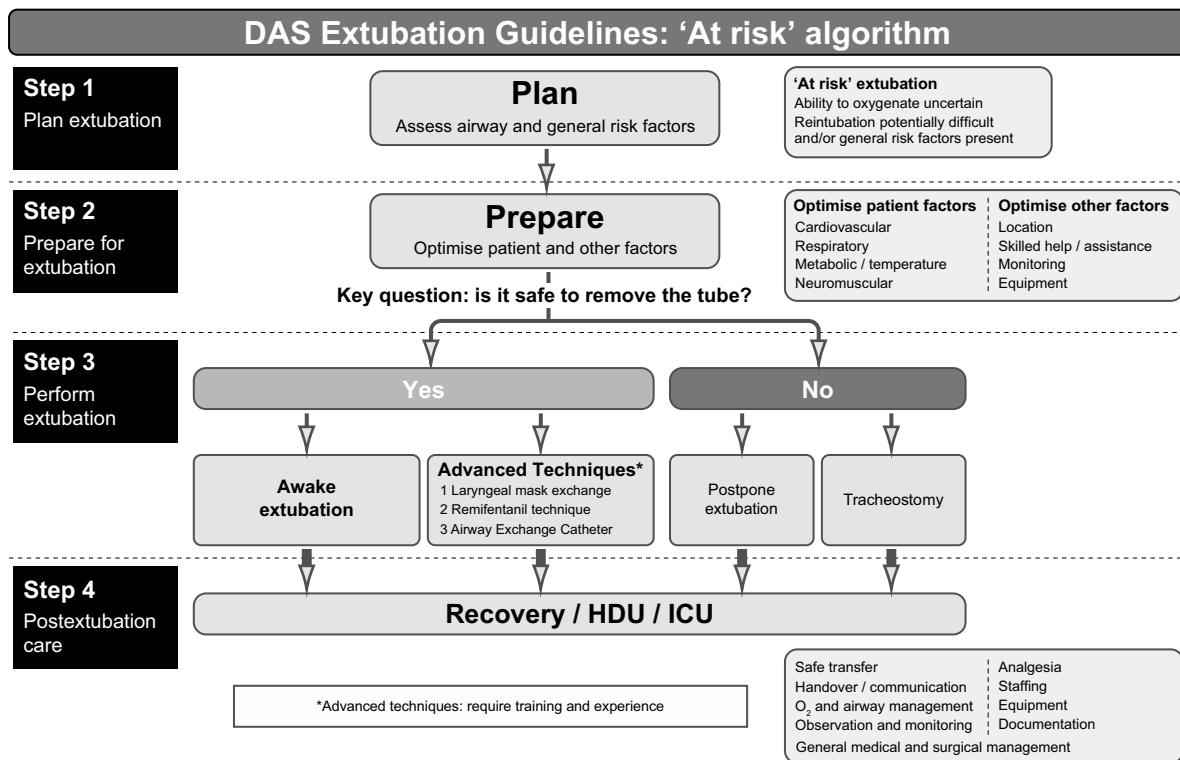 DAS Extubation Guidelines: ‘At risk’ algorithm
Step 1
Plan extubation
Plan
Assess airway and general risk factors
‘At risk’ extubation
Ability to oxygenate uncertain
Reintubation potentially difficult
and/or general risk factors present
Step 2
Prepare for
extubation
Prepare
Optimise patient and other factors
Optimise patient factors
Cardiovascular
Respiratory
Metabolic / temperature
Neuromuscular
Optimise other factors
Location
Skilled help / assistance
Monitoring
Equipment
Key question: is it safe to remove the tube?
Step 3
Perform
extubation
Yes
No
Awake
extubation
Advanced Techniques*
1 Laryngeal mask exchange
2 Remifentanil technique
3 Airway Exchange Catheter
Postpone
extubation
Tracheostomy
Step 4
Postextubation
care
Recovery / HDU / ICU
*Advanced techniques: require training and experience
Safe transfer
Handover / communication
O₂ and airway management
Observation and monitoring
Analgesia
Staffing
Equipment
Documentation
General medical and surgical management